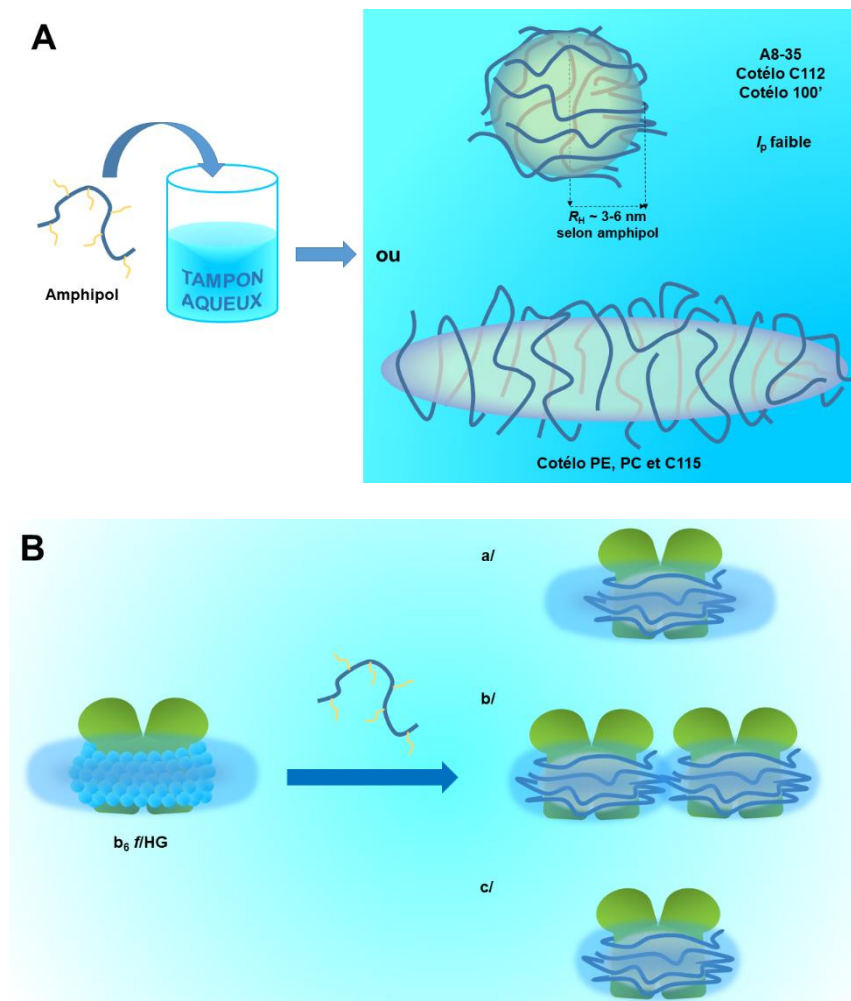 A
A8-35
Cotélo C112
Cotélo 100’
Ip faible
RH ~ 3-6 nm
selon amphipol
ou
TAMPON
AQUEUX
Amphipol
Cotélo PE, PC et C115
B
a/
b/
b6 f/HG
c/